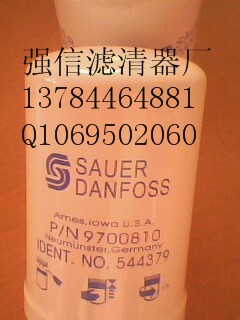 强信滤清器厂
13784464881
Q1069502060
SAUER
DANFOSS
Ames, Iowa U.S.A.
P/N 9700810
Neumünster, Germany
IDENT. NO. 544379